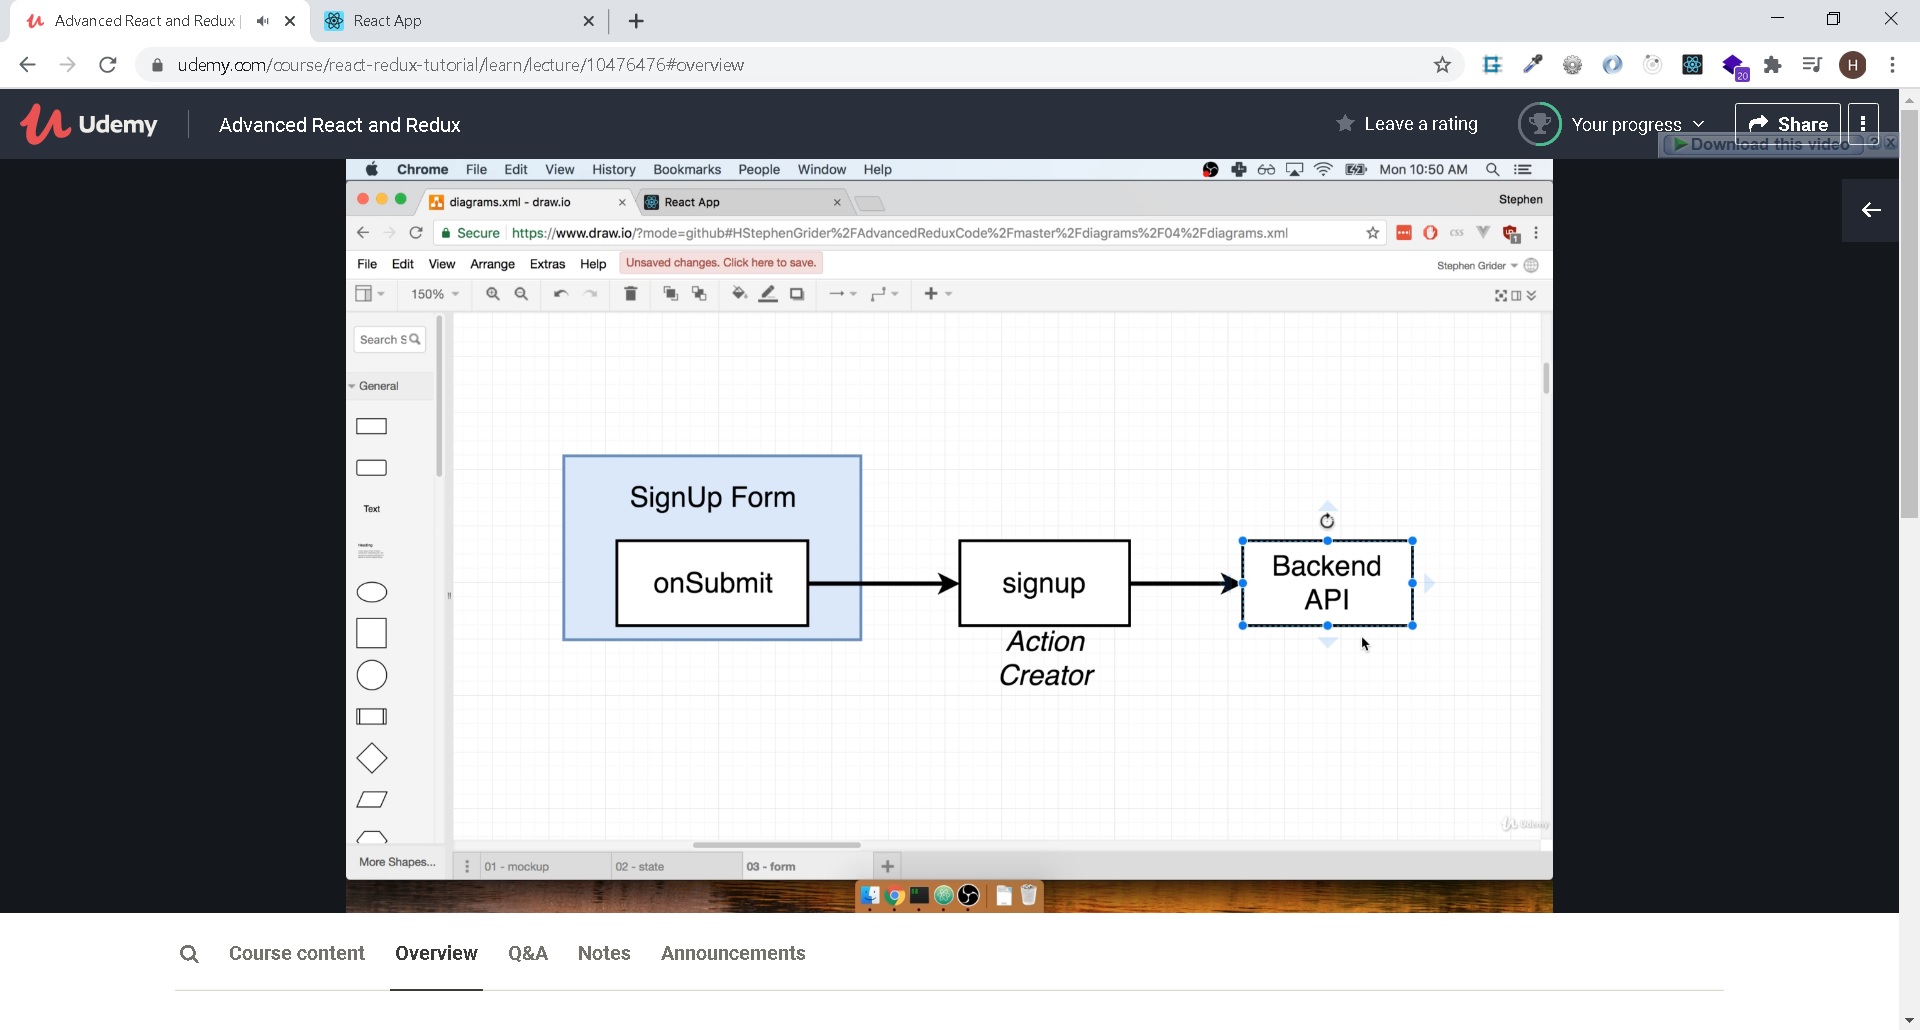 Advanced React and Redux
React App
udemy.com/course/react-redux-tutorial/learn/lecture/10476476#overview
20
H
Udemy
Advanced React and Redux
Leave a rating
Your progress
Share
Download this video
? X
Chrome File Edit View History Bookmarks People Window Help
Mon 10:50 AM
diagrams.xml - draw.io
React App
Stephen
Secure https://www.draw.io/?mode=github#HStephenGrider%2FAdvancedReduxCode%2Fmaster%2Fdiagrams%2F04%2Fdiagrams.xml
css
1
File Edit View Arrange Extras Help
Unsaved changes. Click here to save.
Stephen Grider
150%
Search S
General
Text
Heading
SignUp Form
onSubmit
signup
Action
Creator
Backend
API
Udemy
More Shapes...
01 - mockup
02 - state
03 - form
Course content
Overview
Q&A
Notes
Announcements